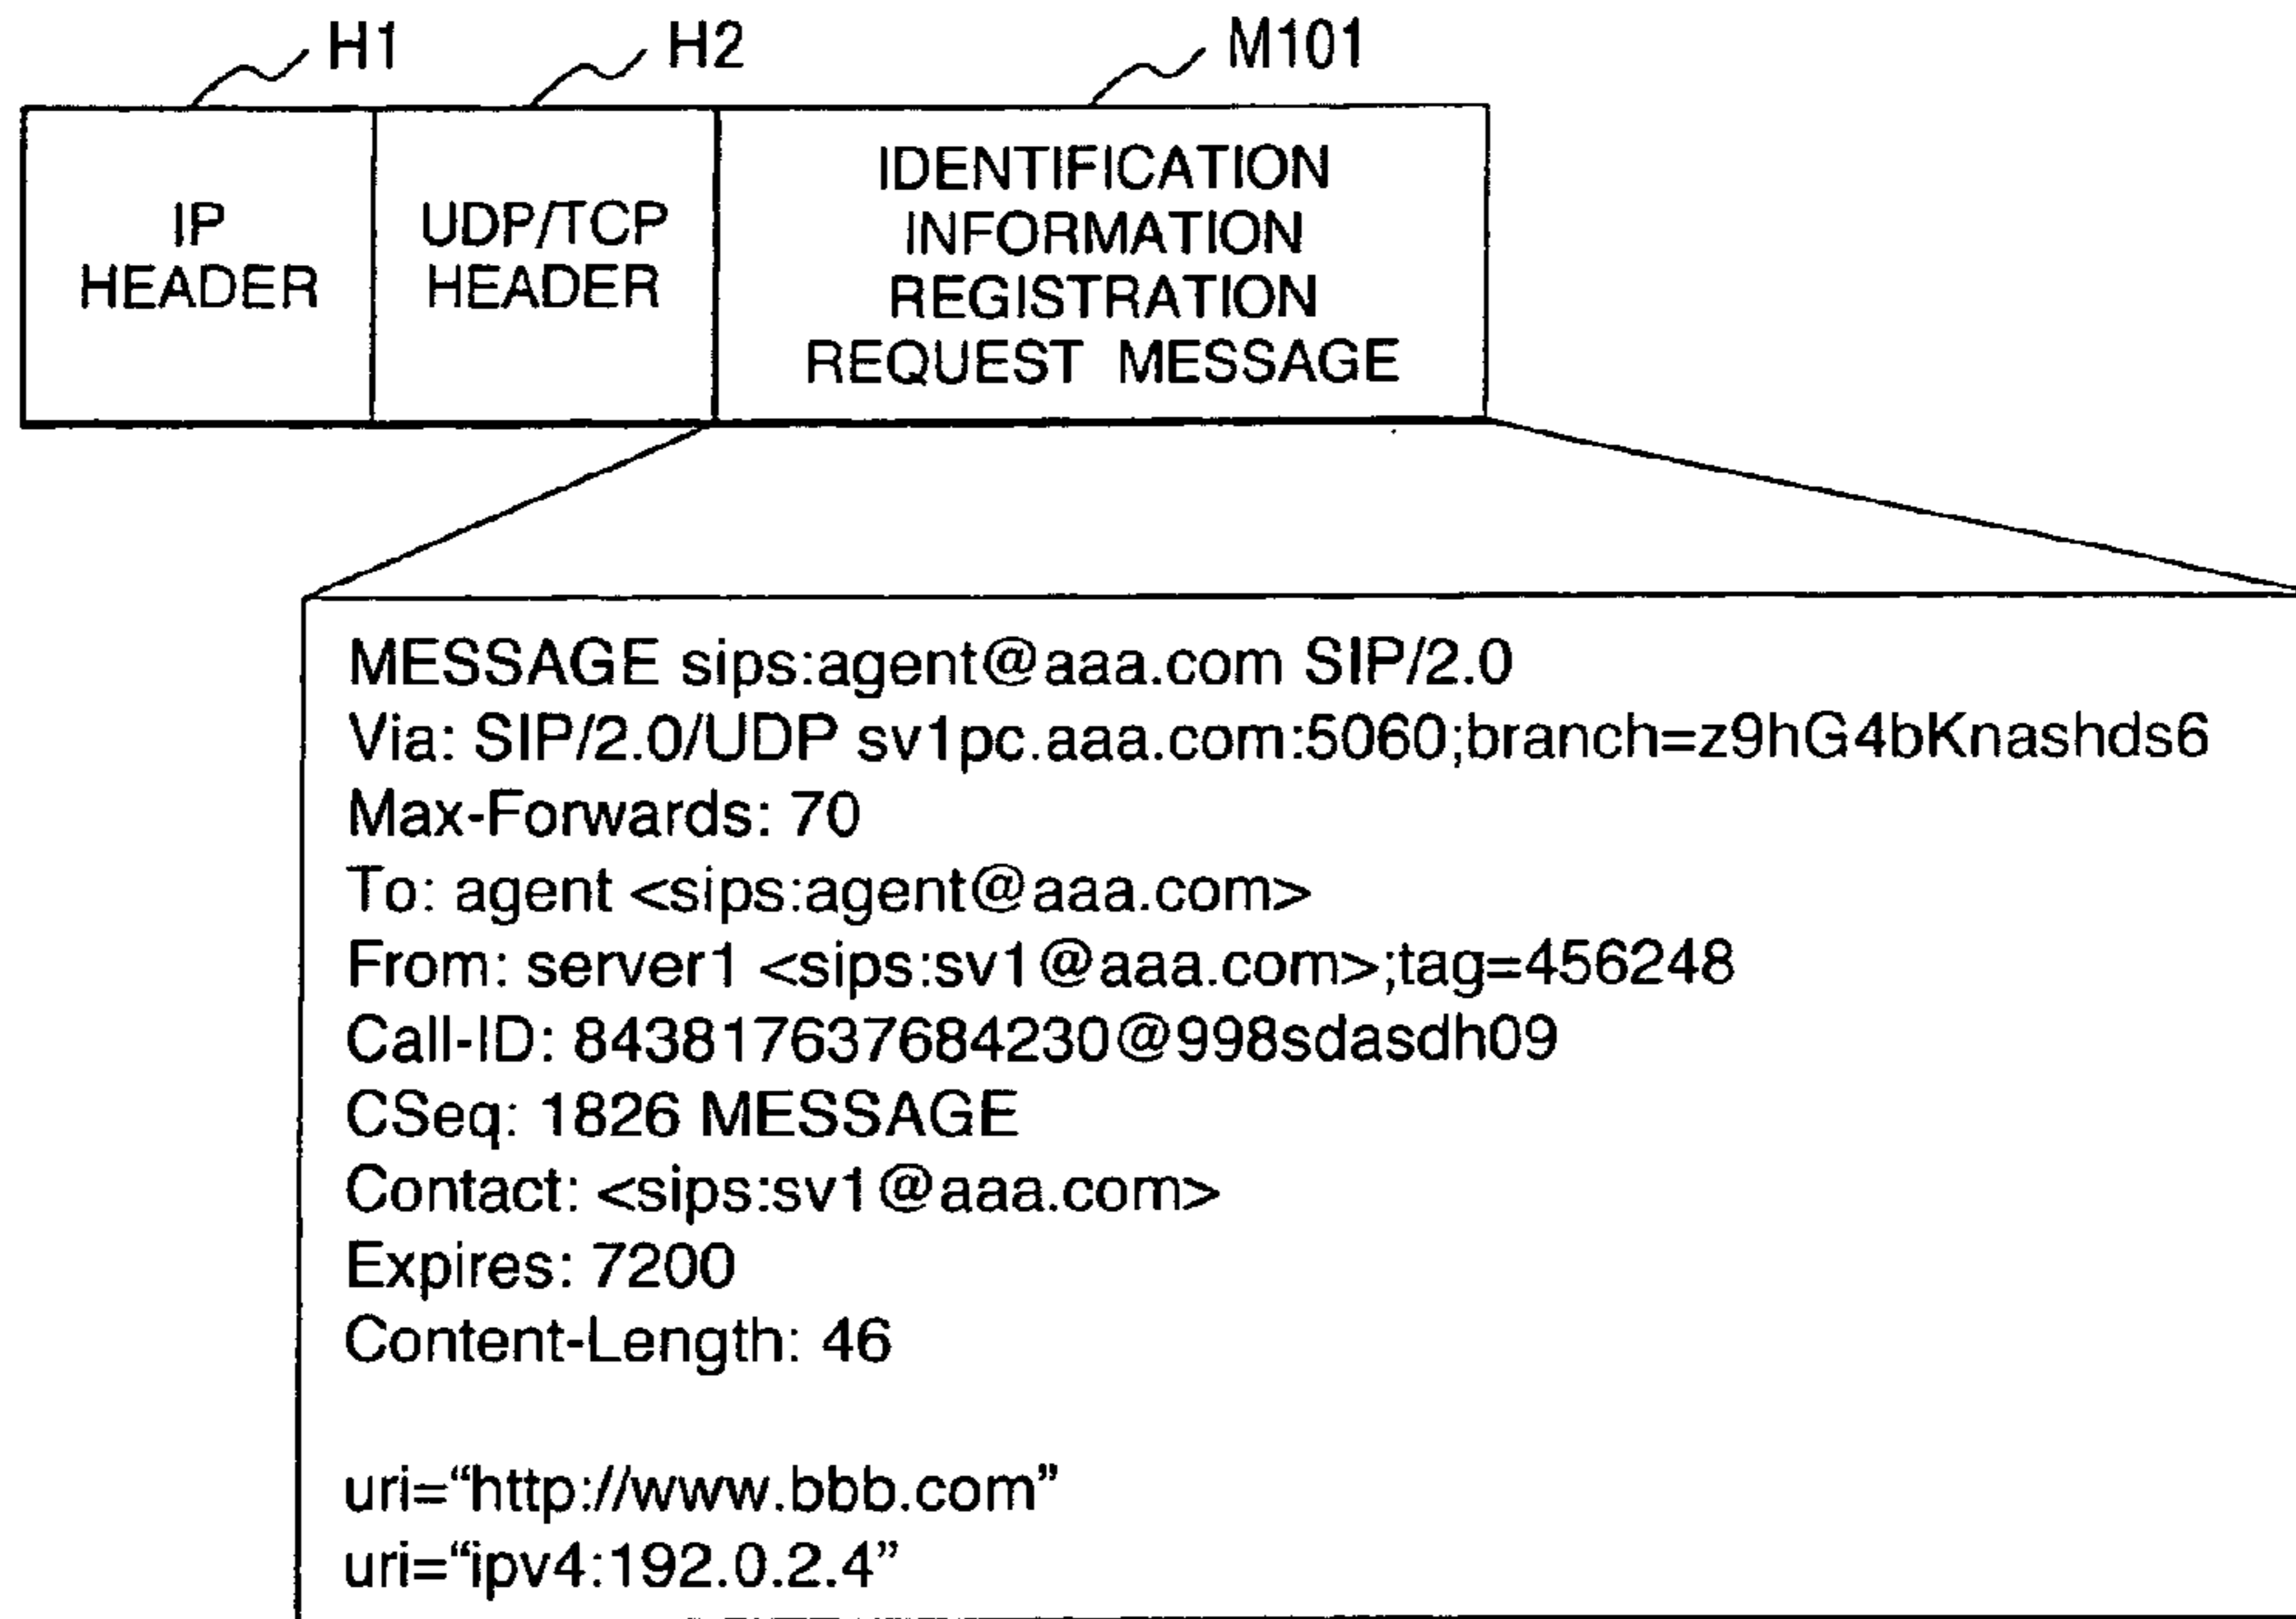 H1 H2 M101
IP
HEADER
UDP/TCP
HEADER
IDENTIFICATION
INFORMATION
REGISTRATION
REQUEST MESSAGE
MESSAGE sips:agent@aaa.com SIP/2.0
Via: SIP/2.0/UDP sv1pc.aaa.com:5060;branch=z9hG4bKnashds6
Max-Forwards: 70
To: agent <sips:agent@aaa.com>
From: server1 <sips:sv1@aaa.com>;tag=456248
Call-ID: 843817637684230@998sdasdh09
CSeq: 1826 MESSAGE
Contact: <sips:sv1@aaa.com>
Expires: 7200
Content-Length: 46
uri=“http://www.bbb.com”
uri=“ipv4:192.0.2.4”